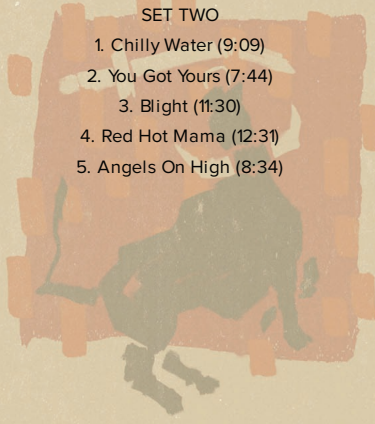 SET TWO
1. Chilly Water (9:09)
2. You Got Yours (7:44)
3. Blight (11:30)
4. Red Hot Mama (12:31)
5. Angels On High (8:34)